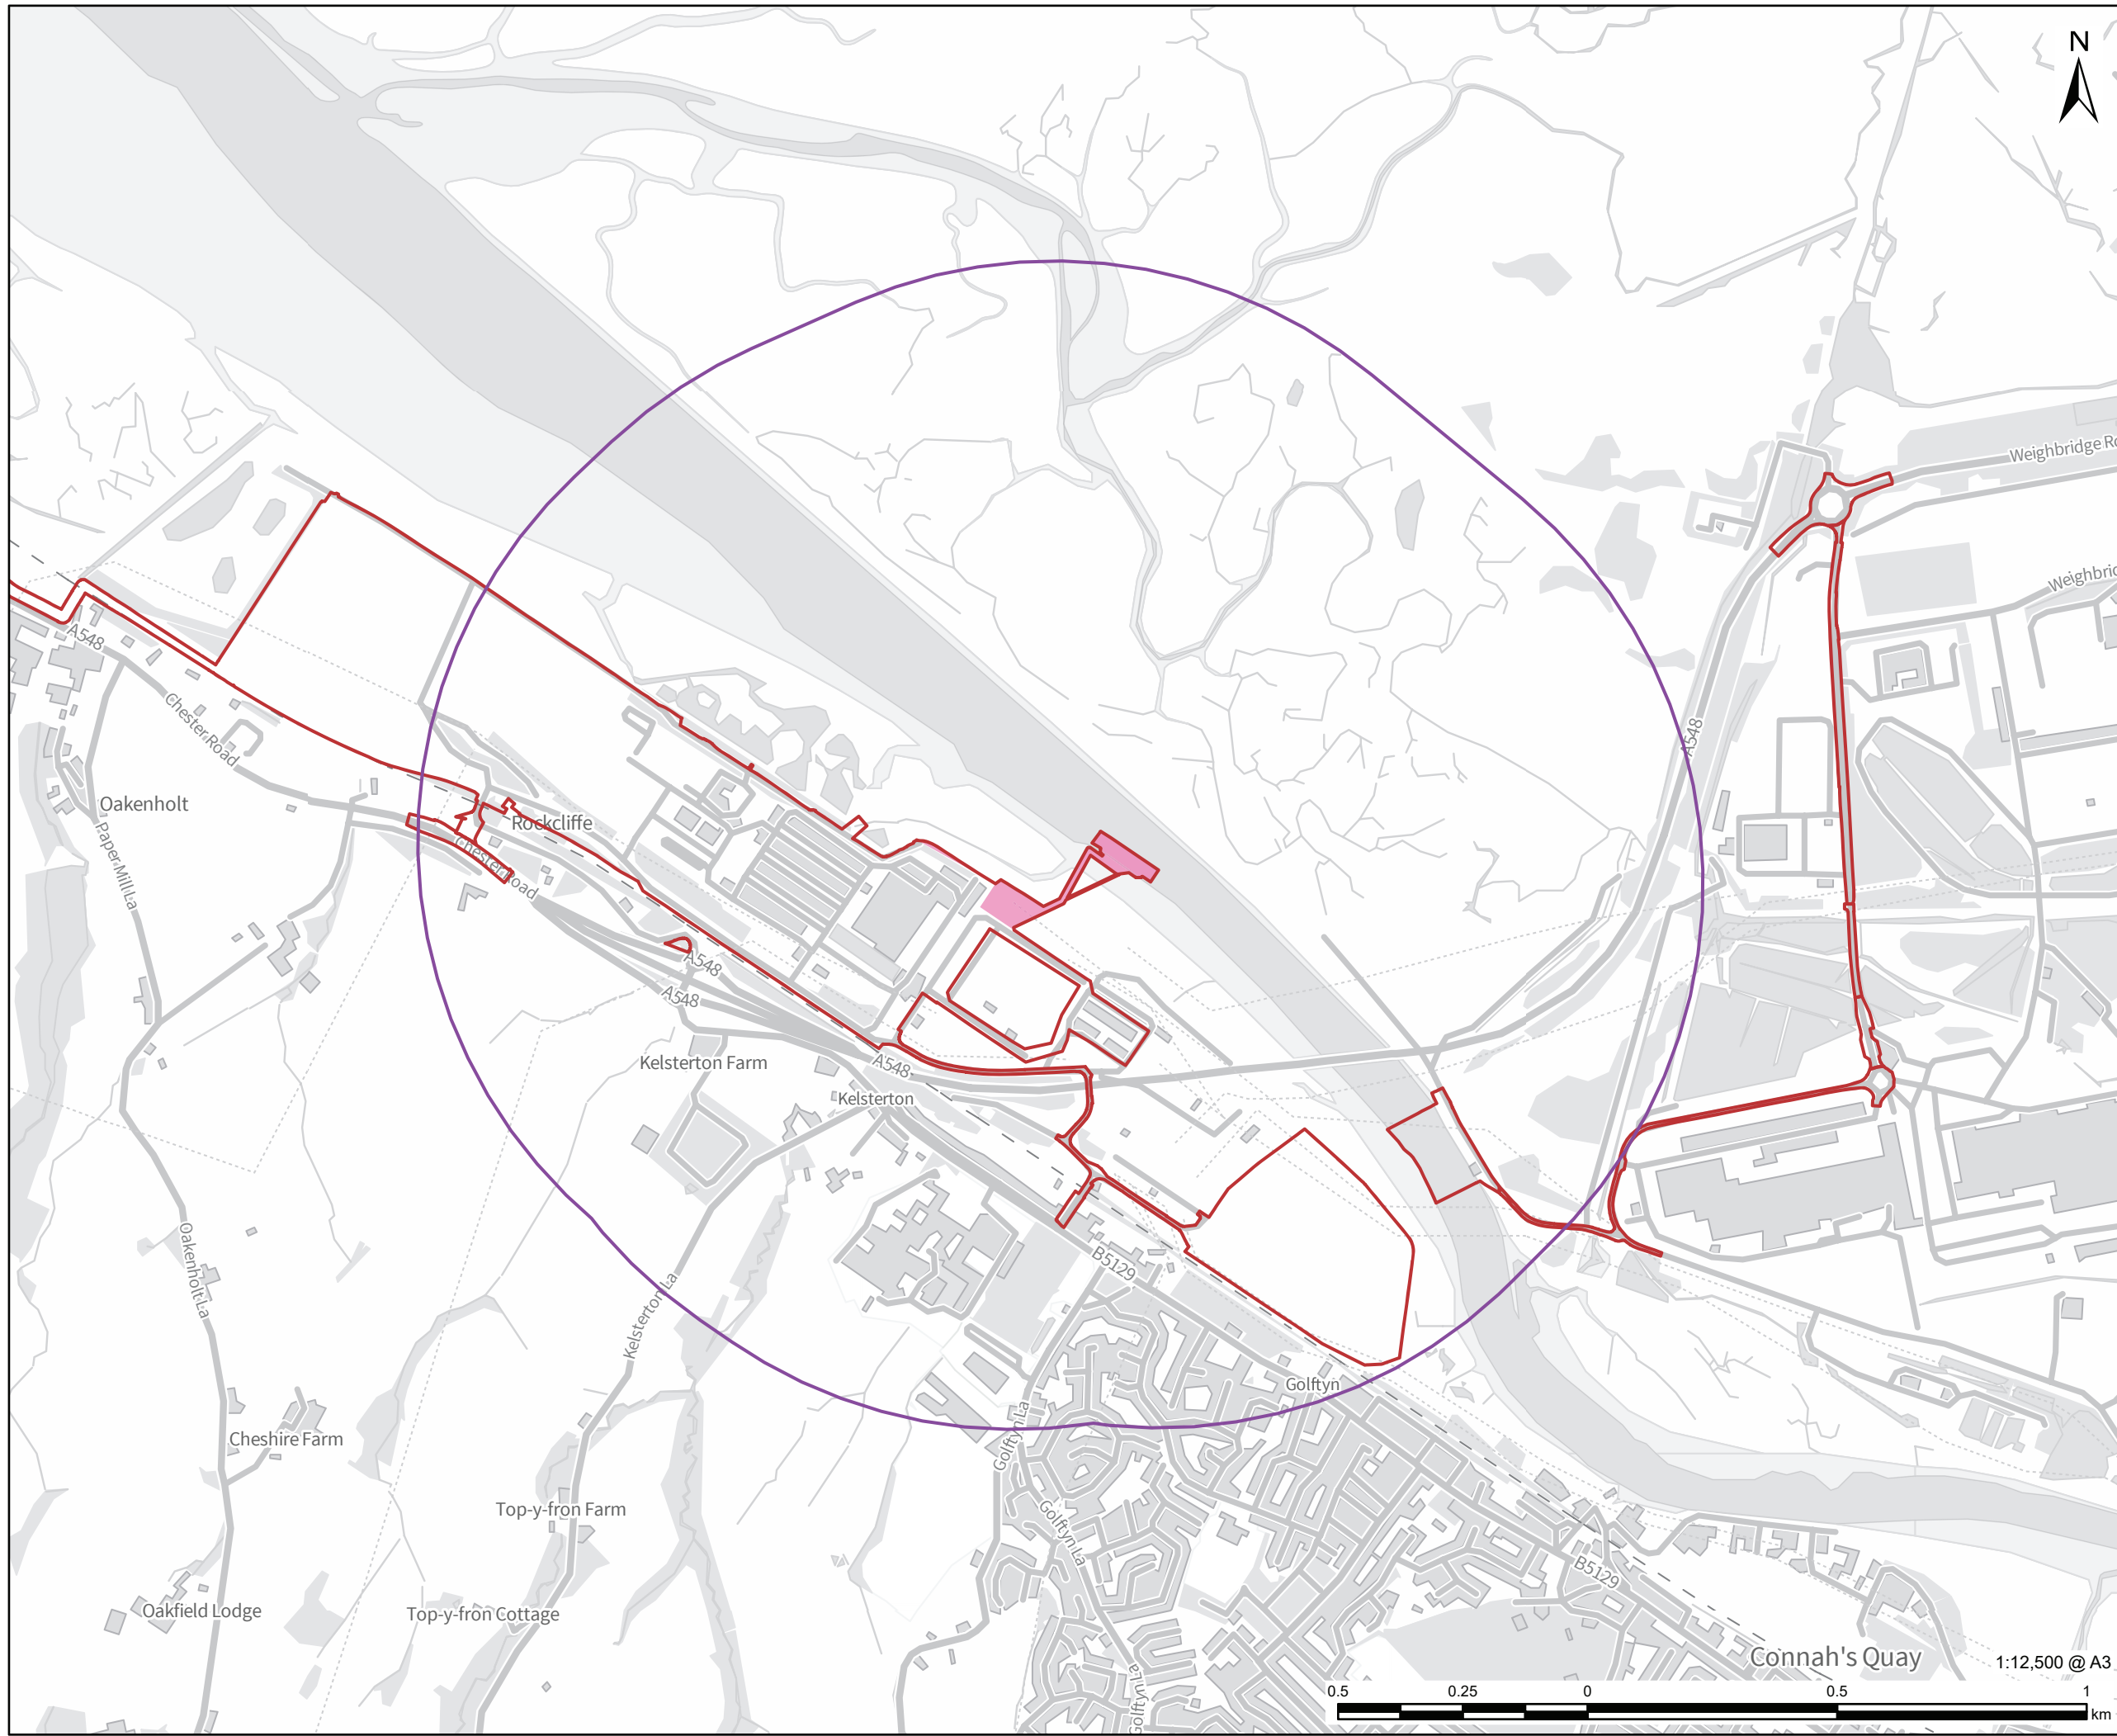 N
Weighbridge Ro
Weighbrid
A548
Chester Road
A548
Oakenholt
Rockcliffe
Paper Mill La
Chester Road
A548
A548
Kelsterton Farm
A548
Kelsterton
B5129
Oakenholt La
Kelsterton La
Golftyn
Golftyn La
Cheshire Farm
Top-y-fron Farm
Golftyn La
B5129
Oakfield Lodge
Top-y-fron Cottage
Golftyn La
Connah's Quay
1:12,500 @ A3
0.5 0.25 0 0.5 1
km